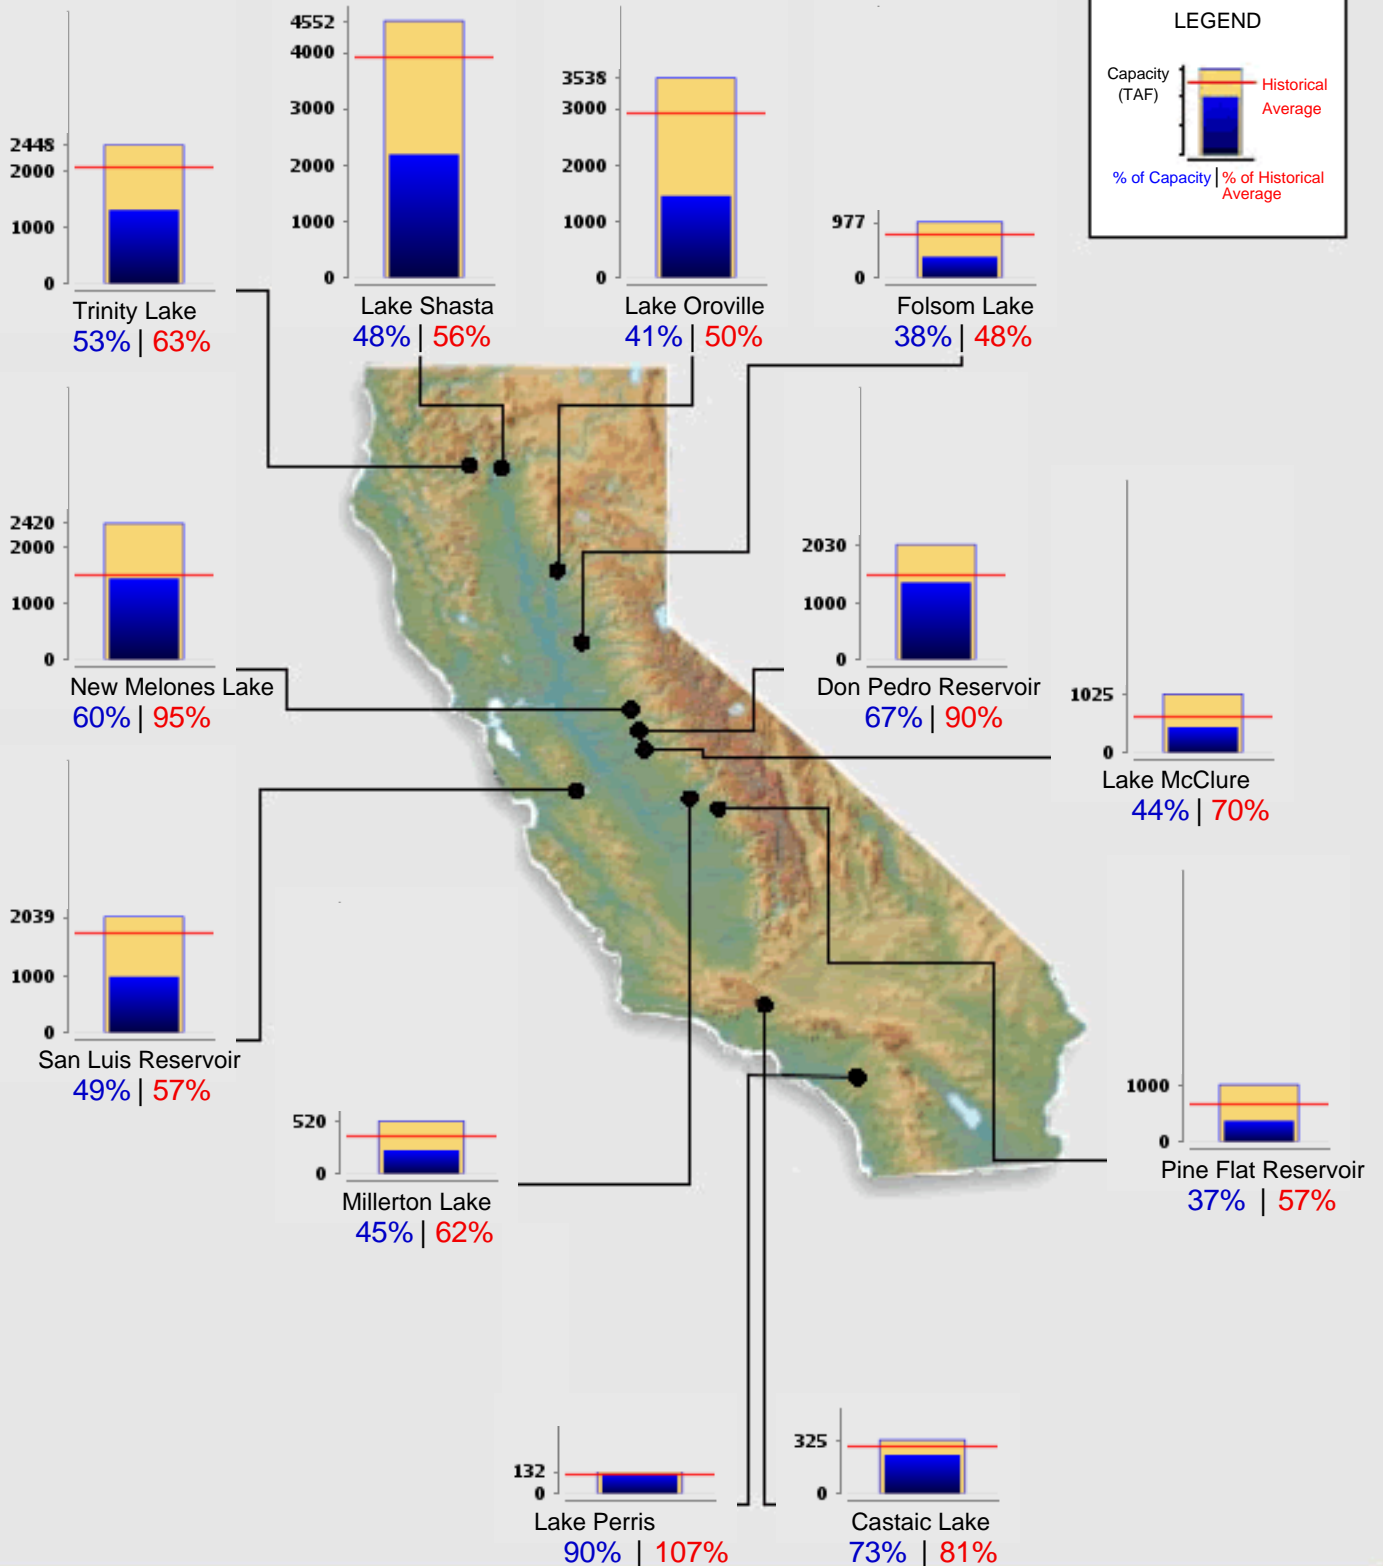 LEGEND
Capacity
(TAF)
Historical
Average
% of Capacity | % of Historical
Average
2448
2000
1000
0
Trinity Lake
53% | 63%
4552
4000
3000
2000
1000
0
Lake Shasta
48% | 56%
3538
3000
2000
1000
0
Lake Oroville
41% | 50%
977
0
Folsom Lake
38% | 48%
2420
2000
1000
0
New Melones Lake
60% | 95%
2030
1000
0
Don Pedro Reservoir
67% | 90%
1025
0
Lake McClure
44% | 70%
2039
1000
0
San Luis Reservoir
49% | 57%
520
0
Millerton Lake
45% | 62%
1000
0
Pine Flat Reservoir
37% | 57%
132
0
Lake Perris
90% | 107%
325
0
Castaic Lake
73% | 81%